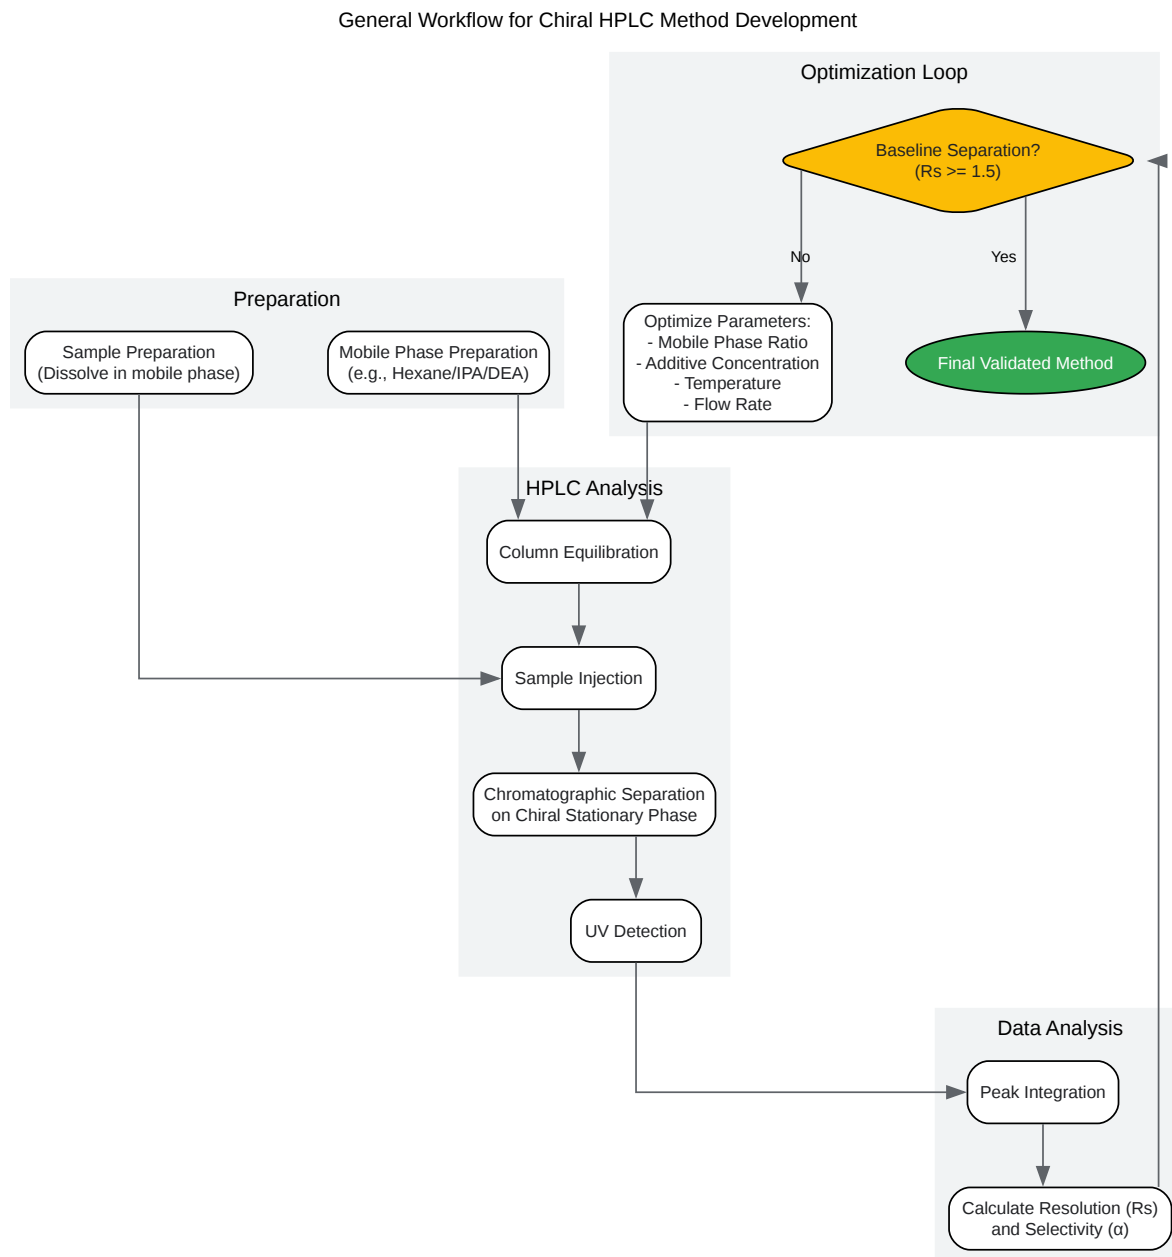 General Workflow for Chiral HPLC Method Development
Optimization Loop
Baseline Separation?
(Rs >= 1.5)
No
Yes
Preparation
Sample Preparation
(Dissolve in mobile phase)
Mobile Phase Preparation
(e.g., Hexane/IPA/DEA)
Optimize Parameters:
- Mobile Phase Ratio
- Additive Concentration
- Temperature
- Flow Rate
Final Validated Method
HPLC Analysis
Column Equilibration
Sample Injection
Chromatographic Separation
on Chiral Stationary Phase
UV Detection
Data Analysis
Peak Integration
Calculate Resolution (Rs)
and Selectivity (α)